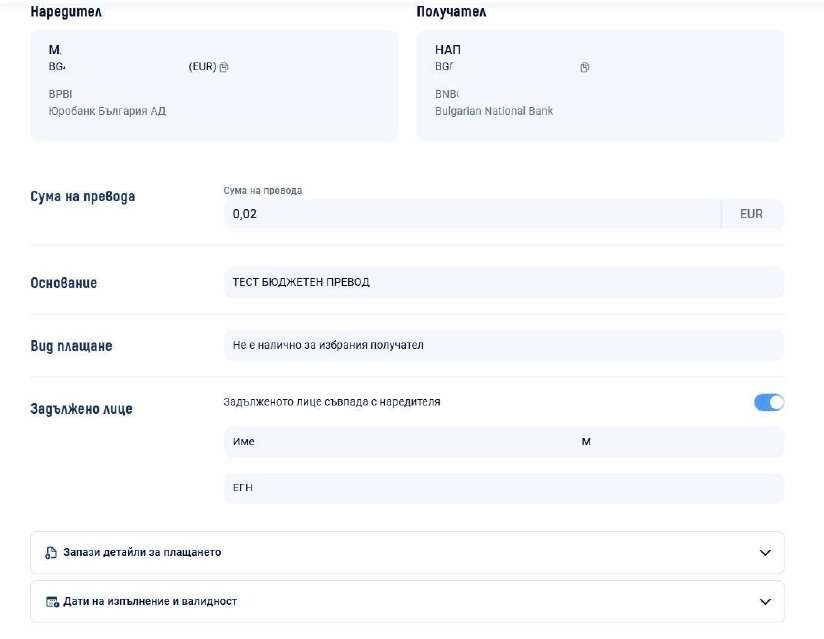 Наредител
Получател
М.
BG
(EUR)
BPBI
Юробанк България АД
НАП
BG
BNB
Bulgarian National Bank
Сума на превода
Сума на превода
0,02
EUR
Основание
ТЕСТ БЮДЖЕТЕН ПРЕВОД
Вид плащане
Не е налично за избрания получател
Задължено лице
Задълженото лице съвпада с наредителя
Име
М
ЕГН
Запази детайли за плащането
Дати на изпълнение и валидност